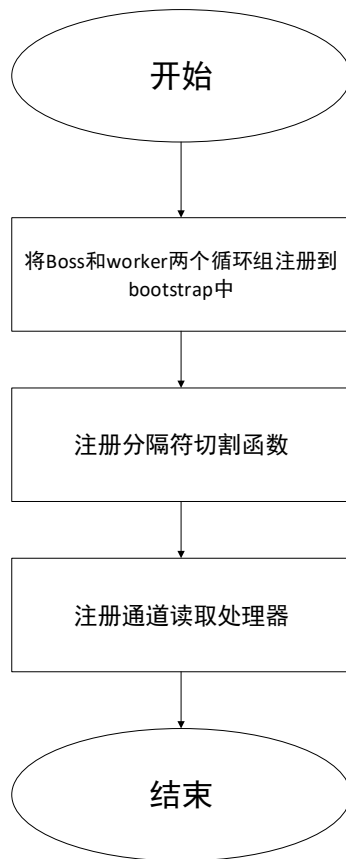 开始
将Boss和worker两个循环组注册到
bootstrap中
注册分隔符切割函数
注册通道读取处理器
结束